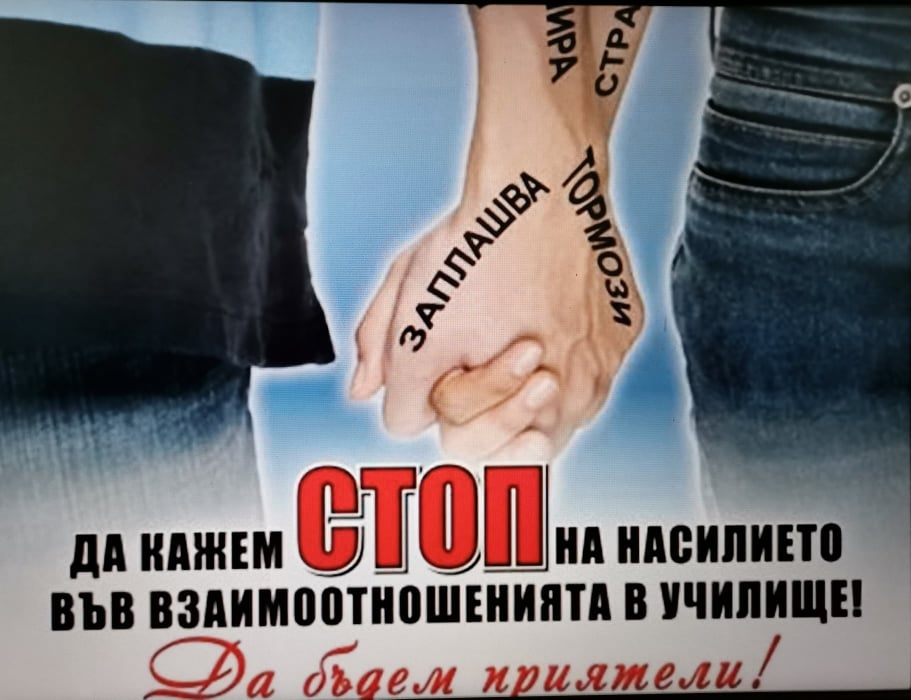 ЗАПЛАШВА
ТОРМОЗИ
ДА КАЖЕМ СТОП НА НАСИЛИЕТО
ВЪВ ВЗАИМООТНОШЕНИЯТА В УЧИЛИЩЕ!
Да бъдем приятели!